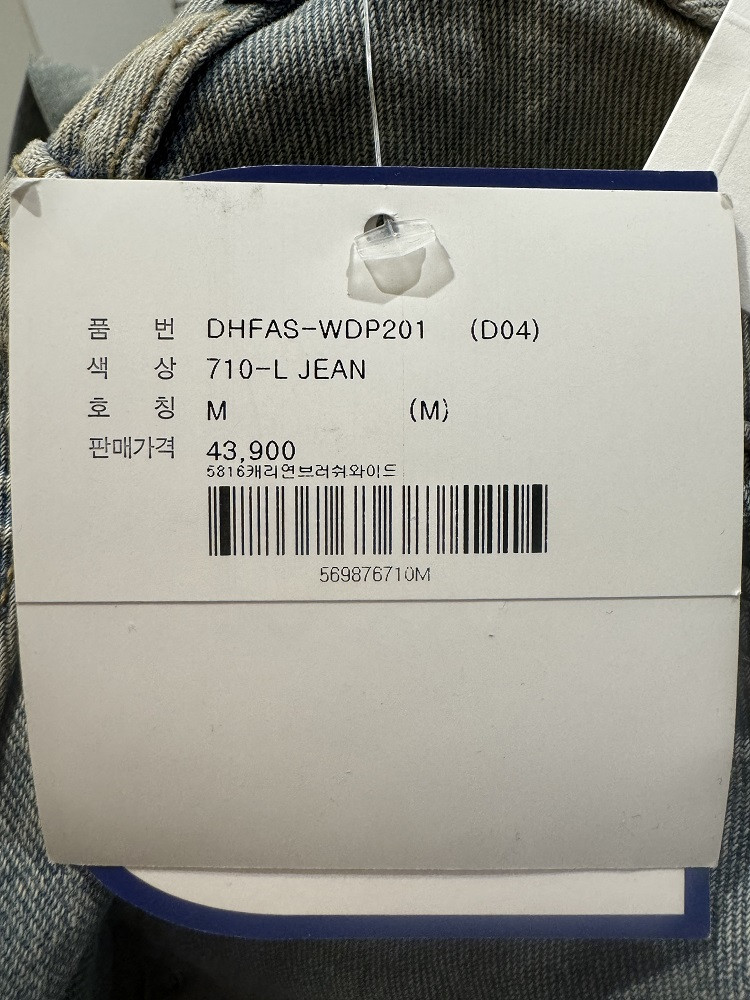 품 번 DHFAS-WDP201 (D04)
색 상 710-L JEAN
호 칭 M (M)
판매가격 43,900
5816캐리연브러쉬와이드
569876710M